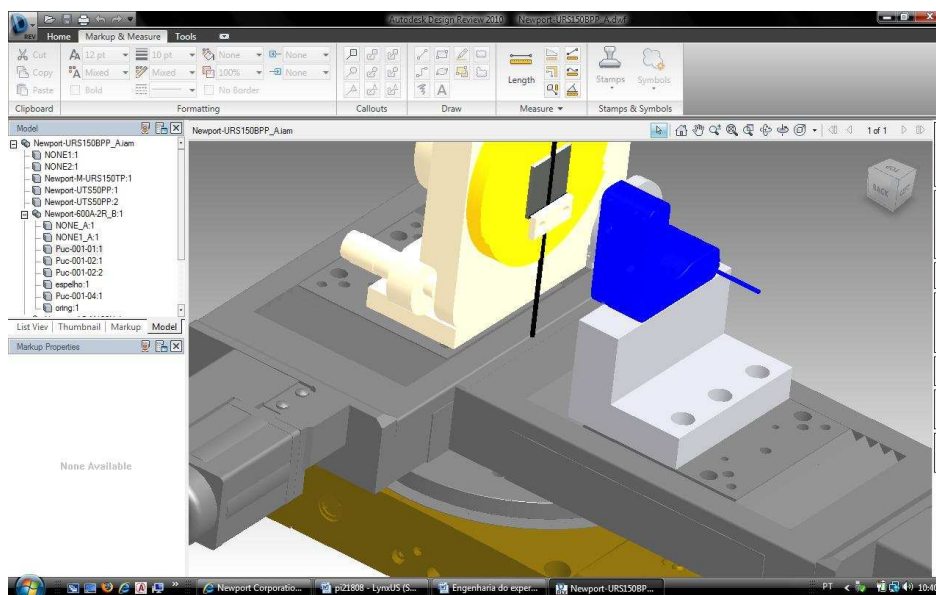 Autodesk Design Review 2010 Newport-URS150BPP_A.dwf
REV Home Markup & Measure Tools
Cut 12 pt 10 pt None None
Copy Mixed Mixed 100% None
Paste Bold No Border
Length Stamps Symbols
Clipboard Formatting Callouts Draw Measure Stamps & Symbols
Model Newport-URS150BPP_A.iam 1 of 1
Newport-URS150BPP_A.iam
NONE1:1
NONE2:1
Newport-M-URS150TP:1
Newport-UTS50PP:1
Newport-UTS50PP:2
Newport-600A-2R_B:1
NONE_A:1
NONE1_A:1
Puc-001-01:1
Puc-001-02:1
Puc-001-02:2
espelho:1
Puc-001-04:1
oring:1
BACK
List View Thumbnail Markup Model
Markup Properties
None Available
Newport Corporatio... pi21808 - LynxUS (S... Engenharia do exper... Newport-URS150BP... PT 10:40